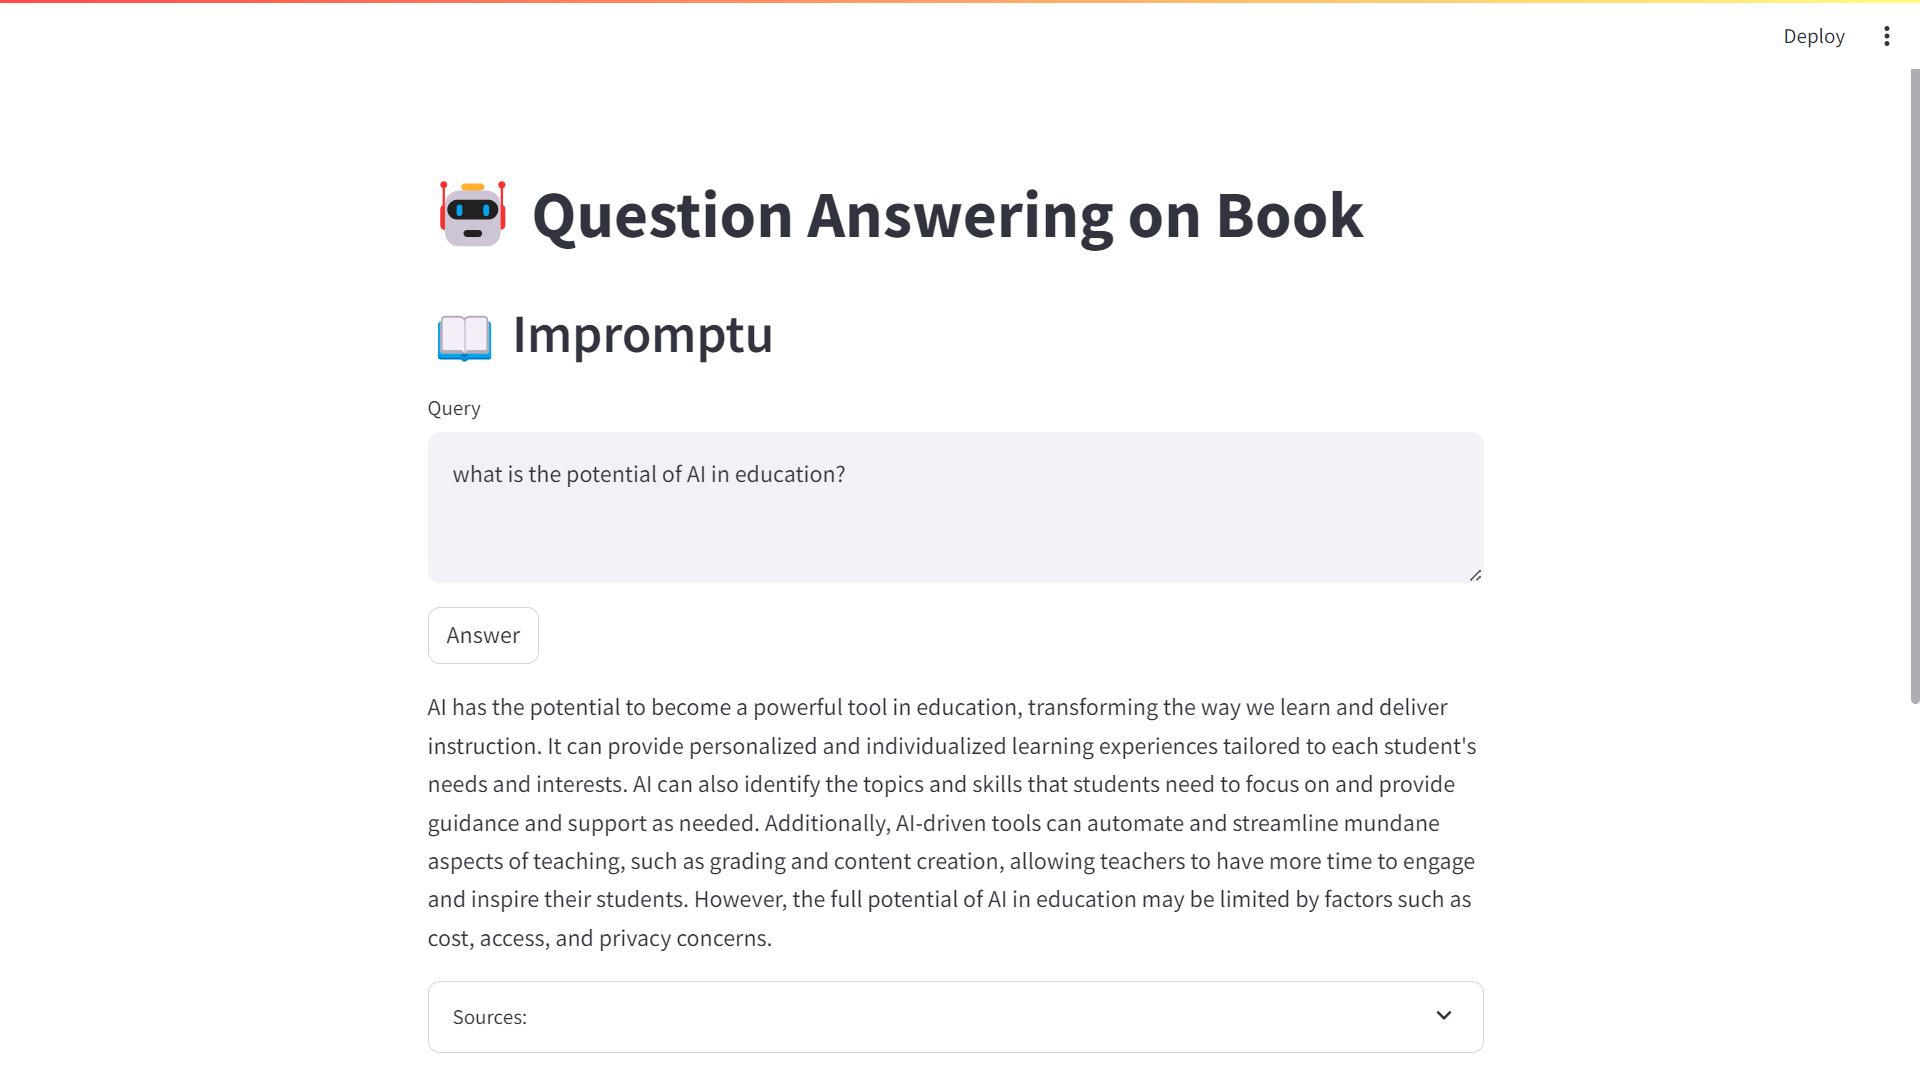 Deploy
Question Answering on Book
Impromptu
Query
what is the potential of AI in education?
Answer
AI has the potential to become a powerful tool in education, transforming the way we learn and deliver
instruction. It can provide personalized and individualized learning experiences tailored to each student's
needs and interests. AI can also identify the topics and skills that students need to focus on and provide
guidance and support as needed. Additionally, AI-driven tools can automate and streamline mundane
aspects of teaching, such as grading and content creation, allowing teachers to have more time to engage
and inspire their students. However, the full potential of AI in education may be limited by factors such as
cost, access, and privacy concerns.
Sources: